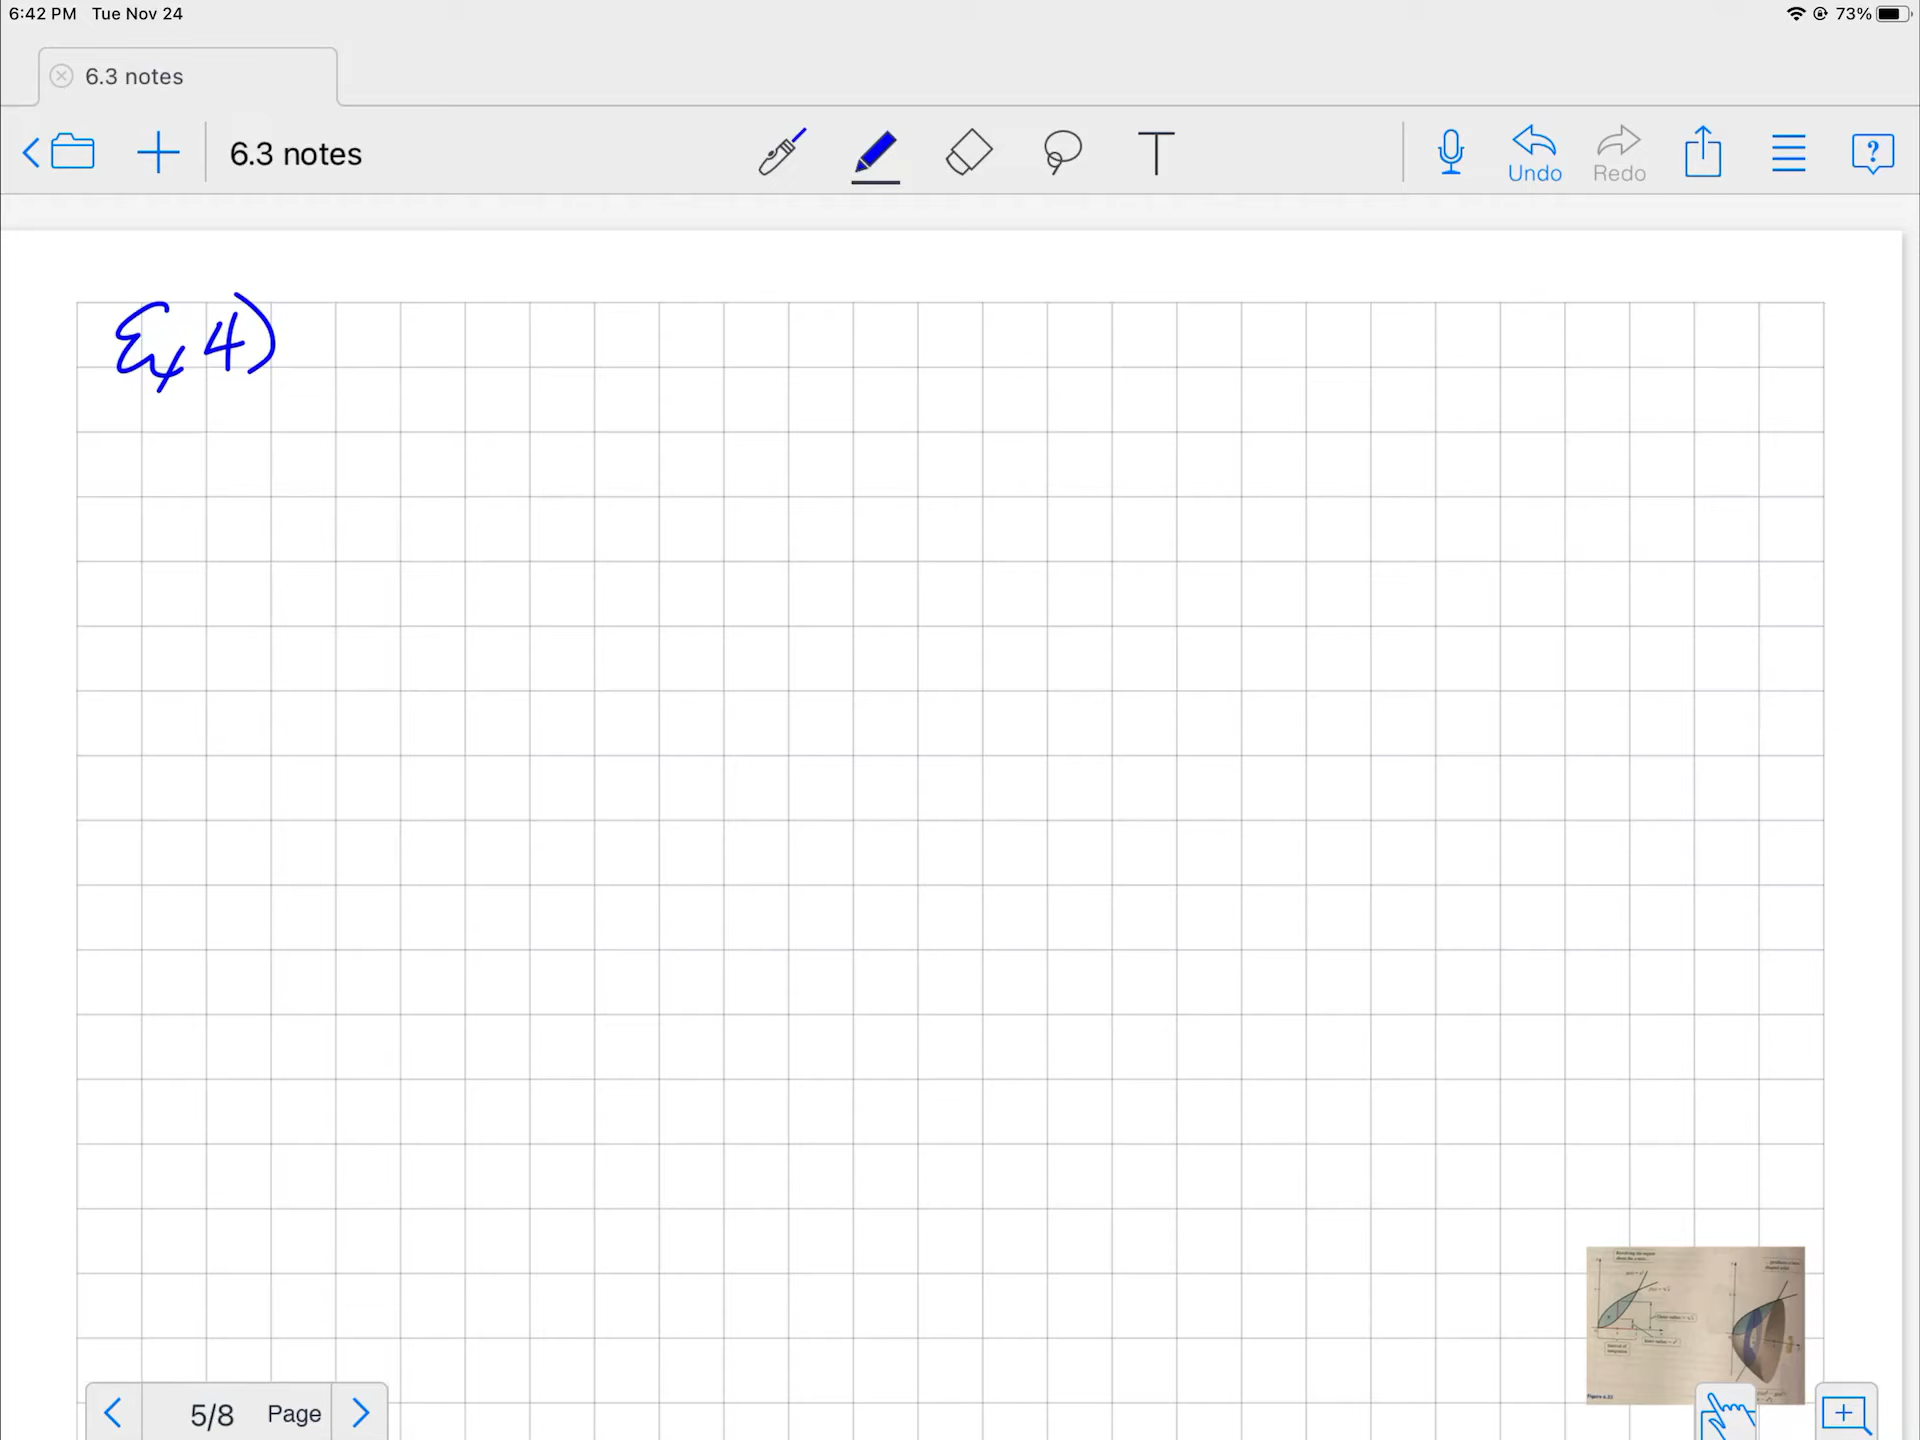 6:42 PM Tue Nov 24
73%
6.3 notes
6.3 notes
Undo
Redo
?
T
Ex 4)
5/8 Page